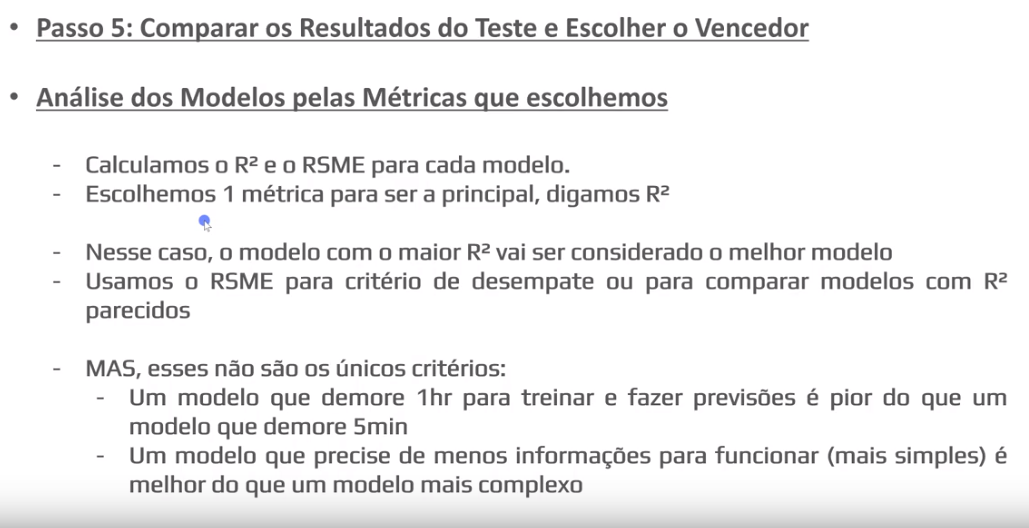 • Passo 5: Comparar os Resultados do Teste e Escolher o Vencedor
• Análise dos Modelos pelas Métricas que escolhemos
- Calculamos o R² e o RSME para cada modelo.
- Escolhemos 1 métrica para ser a principal, digamos R²
- Nesse caso, o modelo com o maior R² vai ser considerado o melhor modelo
- Usamos o RSME para critério de desempate ou para comparar modelos com R²
parecidos
- MAS, esses não são os únicos critérios:
- Um modelo que demore 1hr para treinar e fazer previsões é pior do que um
modelo que demore 5min
- Um modelo que precise de menos informações para funcionar (mais simples) é
melhor do que um modelo mais complexo